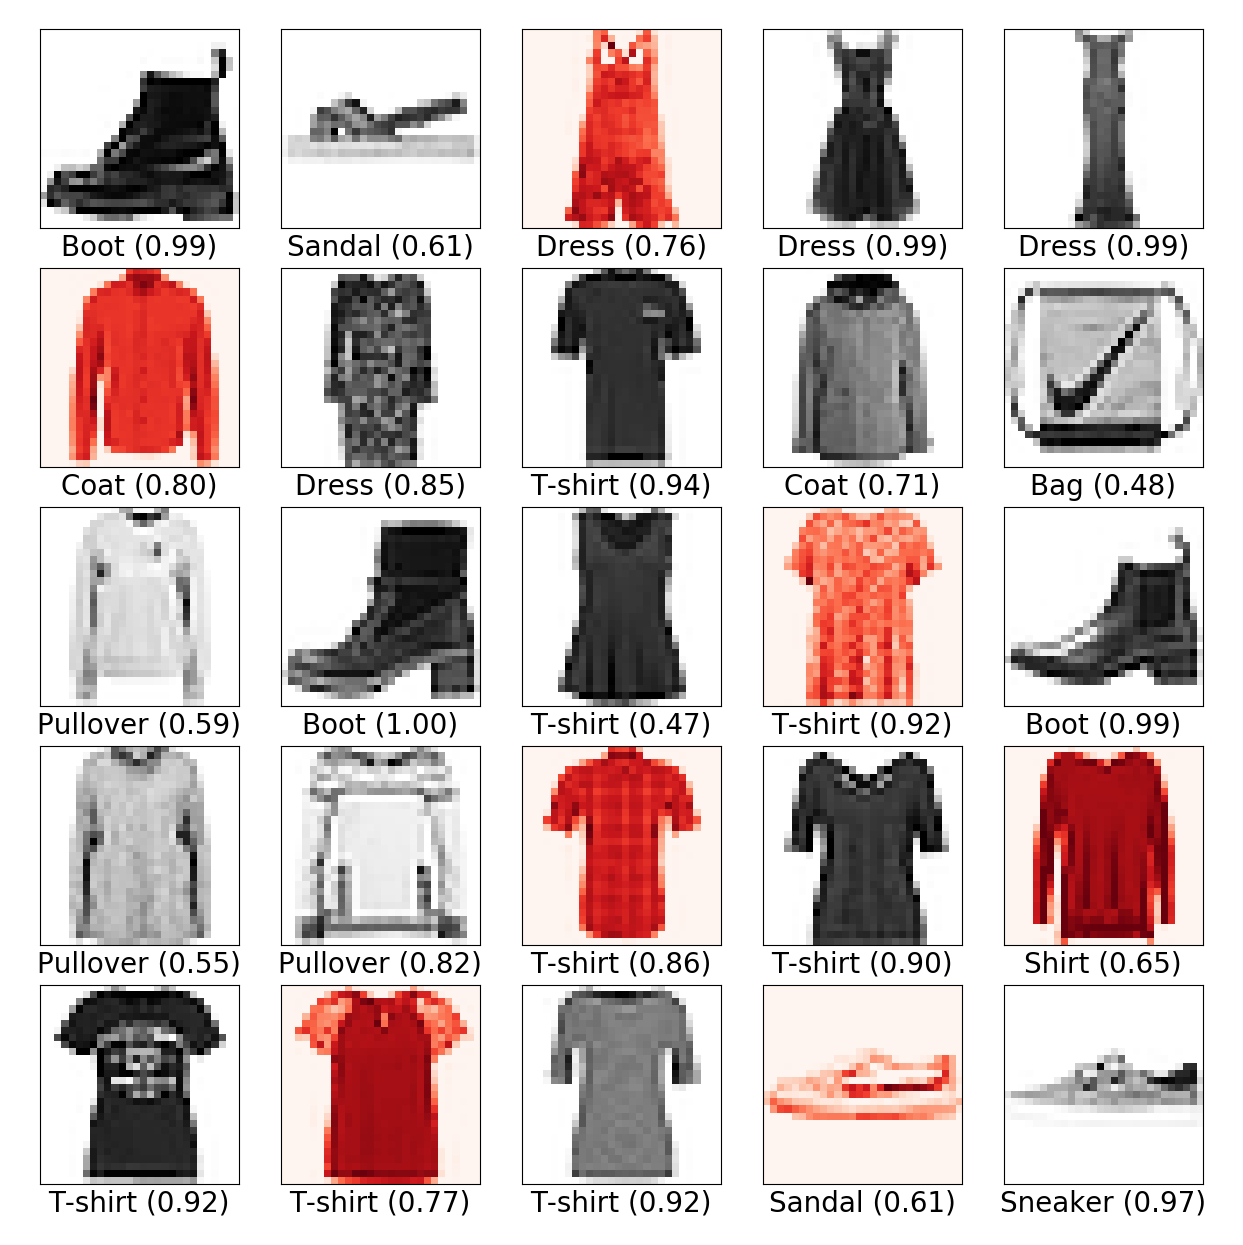 Boot (0.99)
Sandal (0.61)
Dress (0.76)
Dress (0.99)
Dress (0.99)
Coat (0.80)
Dress (0.85)
T-shirt (0.94)
Coat (0.71)
Bag (0.48)
Pullover (0.59)
Boot (1.00)
T-shirt (0.47)
T-shirt (0.92)
Boot (0.99)
Pullover (0.55)
Pullover (0.82)
T-shirt (0.86)
T-shirt (0.90)
Shirt (0.65)
T-shirt (0.92)
T-shirt (0.77)
T-shirt (0.92)
Sandal (0.61)
Sneaker (0.97)